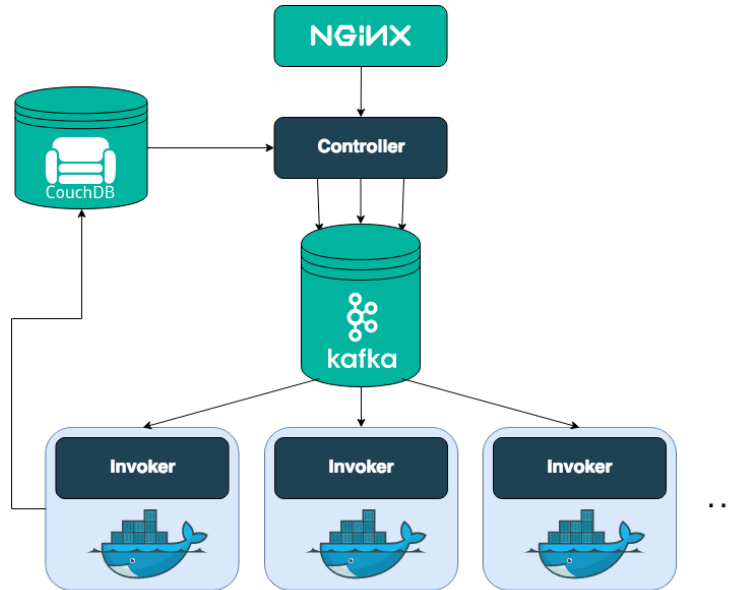 NGINX
Controller
CouchDB
kafka
Invoker
Invoker
Invoker
..